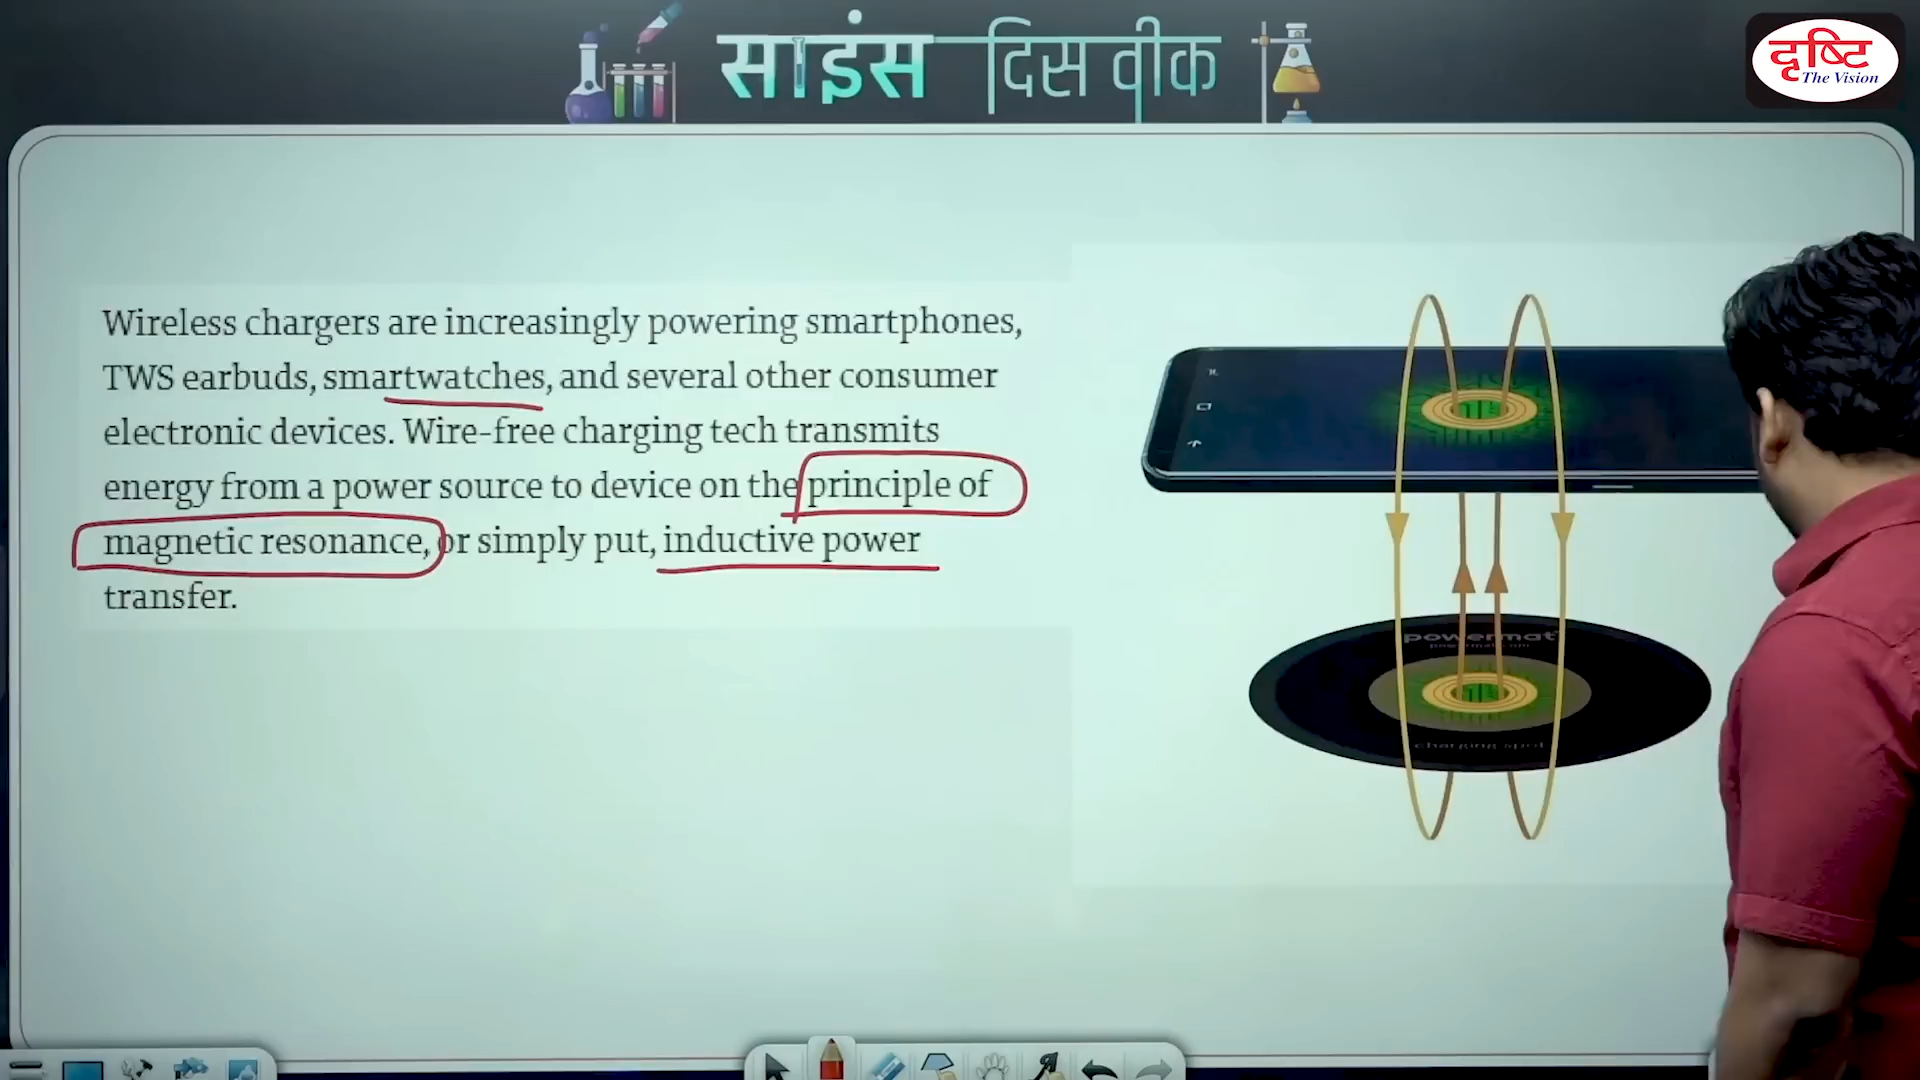 साइंस दिस वीक
दृष्टि
The Vision
Wireless chargers are increasingly powering smartphones,
TWS earbuds, smartwatches, and several other consumer
electronic devices. Wire-free charging tech transmits
energy from a power source to device on the principle of
magnetic resonance, or simply put, inductive power
transfer.
powermat
charging spot